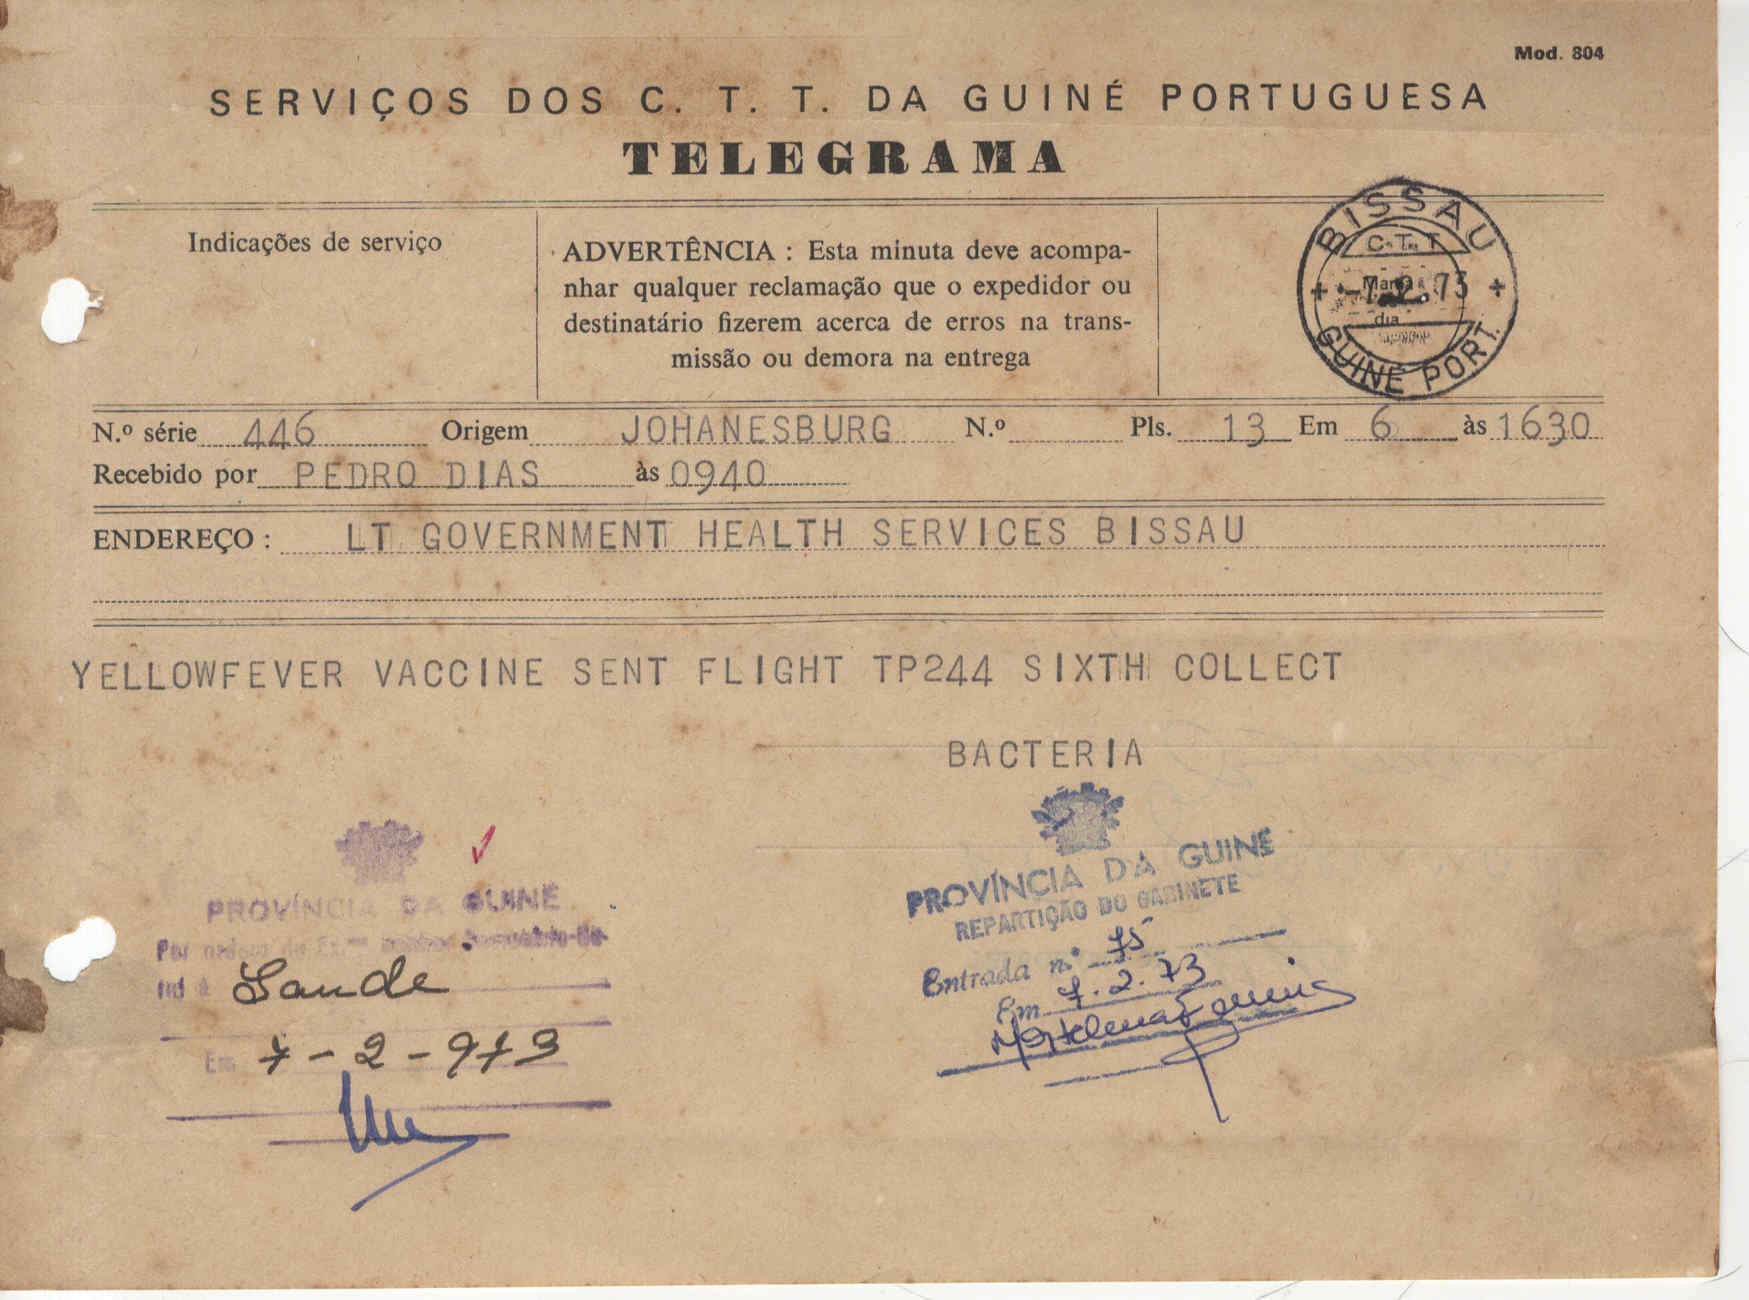 Mod. 804
SERVIÇOS DOS C. T. T. DA GUINÉ PORTUGUESA
TELEGRAMA
Indicações de serviço
ADVERTÊNCIA : Esta minuta deve acompa-
nhar qualquer reclamação que o expedidor ou
destinatário fizerem acerca de erros na trans-
missão ou demora na entrega
BISSAU
C. T. T.
-7.2.73
dia
GUINÉ PORT.
N.º série 446 Origem JOHANESBURG N.º Pls. 13 Em 6 às 1630
Recebido por PEDRO DIAS às 0940
ENDEREÇO : LT GOVERNMENT HEALTH SERVICES BISSAU
YELLOWFEVER VACCINE SENT FLIGHT TP244 SIXTH COLLECT
BACTERIA
PROVÍNCIA DA GUINÉ
REPARTIÇÃO DO GABINETE
Entrada n.º 75
Em 7.2.73
PROVÍNCIA DA GUINÉ
Por ordem de
Saude
Em 7-2-973